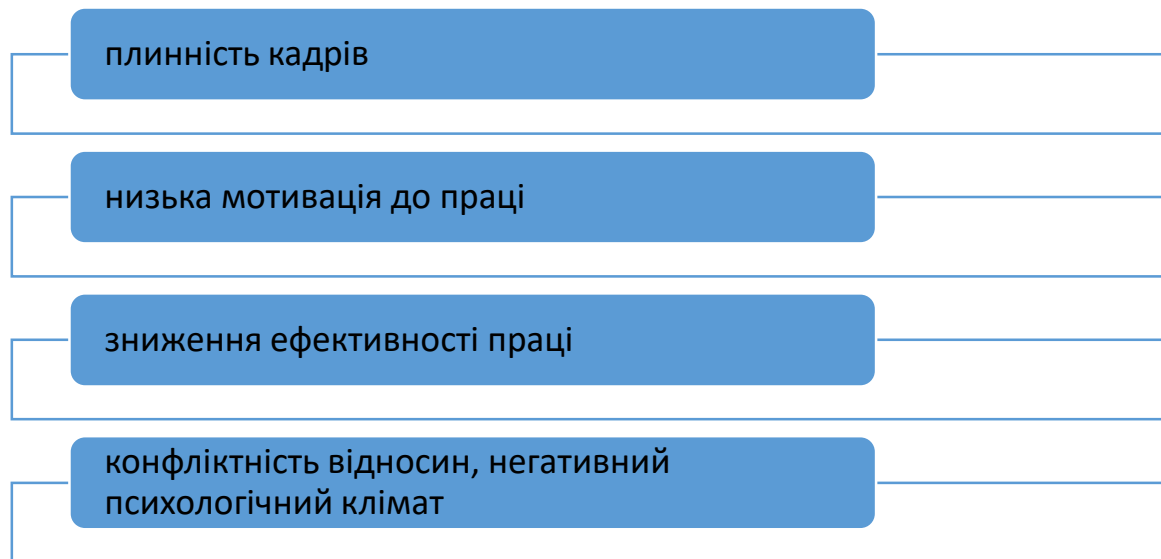 плинність кадрів
низька мотивація до праці
зниження ефективності праці
конфліктність відносин, негативний
психологічний клімат